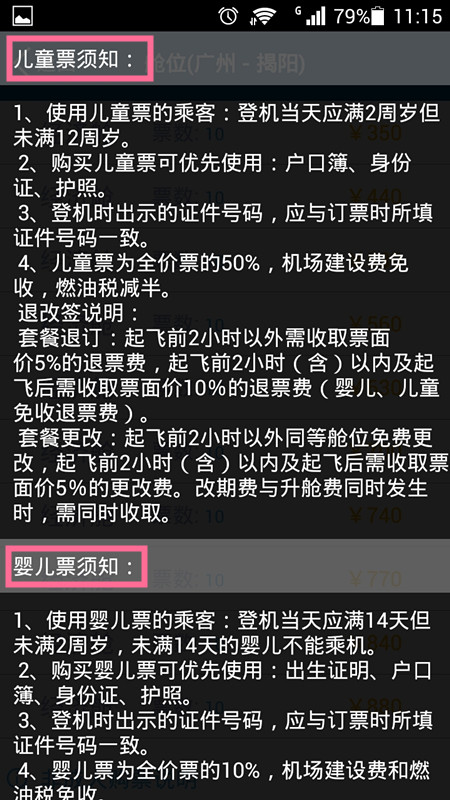 G 79% 11:15
儿童票须知：
舱位(广州 - 揭阳)
1、使用儿童票的乘客：登机当天应满2周岁但
未满12周岁。
票数: 10 ￥350
2、购买儿童票可优先使用：户口簿、身份
证、护照。
票数: 10 ￥440
3、登机时出示的证件号码，应与订票时所填
证件号码一致。
4、儿童票为全价票的50%，机场建设费免
收，燃油税减半。
退改签说明：
套餐退订：起飞前2小时以外需收取票面
价5%的退票费，起飞前2小时（含）以内及起
飞后需收取票面价10%的退票费（婴儿、儿童
免收退票费）。
套餐更改：起飞前2小时以外同等舱位免费更
改，起飞前2小时（含）以内及起飞后需收取票
面价5%的更改费。改期费与升舱费同时发生
时，需同时收取。
票数: 10 ￥740
婴儿票须知：
票数: 10 ￥770
1、使用婴儿票的乘客：登机当天应满14天但
未满2周岁，未满14天的婴儿不能乘机。
2、购买婴儿票可优先使用：出生证明、户口
簿、身份证、护照。
3、登机时出示的证件号码，应与订票时所填
证件号码一致。
4、婴儿票为全价票的10%，机场建设费和燃
油税免收。